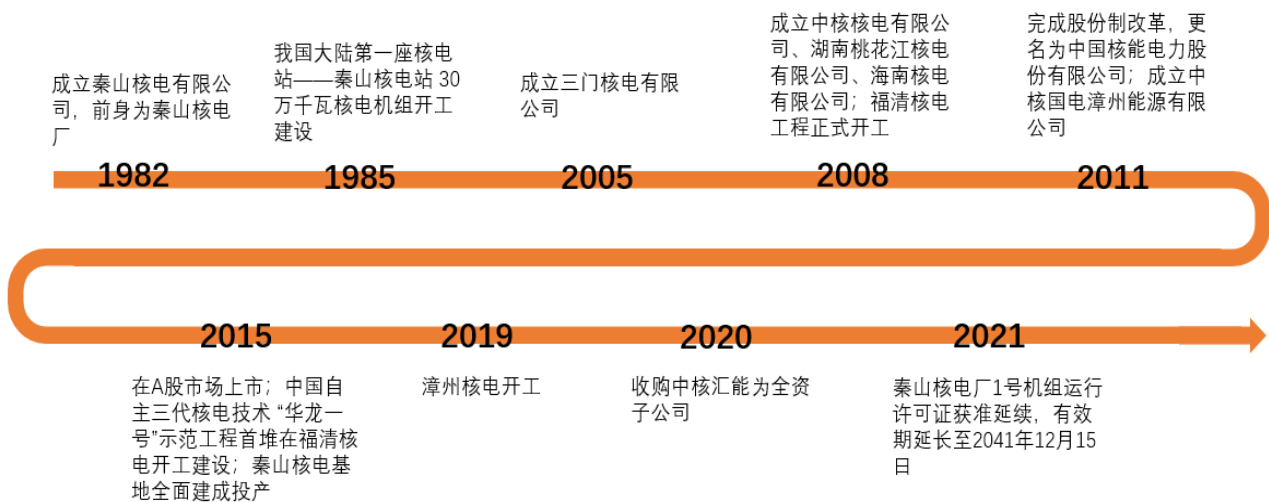 成立秦山核电有限公
司，前身为秦山核电
厂
1982
我国大陆第一座核电
站——秦山核电站 30
万千瓦核电机组开工
建设
1985
成立三门核电有限
公司
2005
成立中核核电有限公
司、湖南桃花江核电
有限公司、海南核电
有限公司；福清核电
工程正式开工
2008
完成股份制改革，更
名为中国核能电力股
份有限公司；成立中
核国电漳州能源有限
公司
2011
2015
在A股市场上市；中国自
主三代核电技术 “华龙一
号”示范工程首堆在福清核
电开工建设；秦山核电基
地全面建成投产
2019
漳州核电开工
2020
收购中核汇能为全资
子公司
2021
秦山核电厂1号机组运行
许可证获准延续，有效
期延长至2041年12月15
日